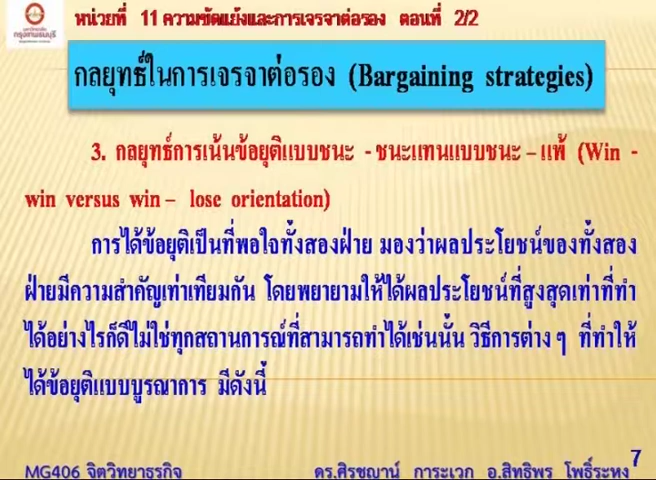 หน่วยที่ 11 ความขัดแย้งและการเจรจาต่อรอง ตอนที่ 2/2
กรุงเทพธนบุรี
กลยุทธ์ในการเจรจาต่อรอง (Bargaining strategies)
3. กลยุทธ์การเน้นข้อยุติแบบชนะ - ชนะแทนแบบชนะ – แพ้ (Win -
win versus win – lose orientation)
การได้ข้อยุติเป็นที่พอใจทั้งสองฝ่าย มองว่าผลประโยชน์ของทั้งสอง
ฝ่ายมีความสำคัญเท่าเทียมกัน โดยพยายามให้ได้ผลประโยชน์ที่สูงสุดเท่าที่ทำ
ได้อย่างไรก็ดีไม่ใช่ทุกสถานการณ์ที่สามารถทำได้เช่นนั้น วิธีการต่าง ๆ ที่ทำให้
ได้ข้อยุติแบบบูรณาการ มีดังนี้
MG406 จิตวิทยาธุรกิจ ดร.ศิรชญาน์ การะเวก อ.สิทธิพร โพธิ์ระหง 7